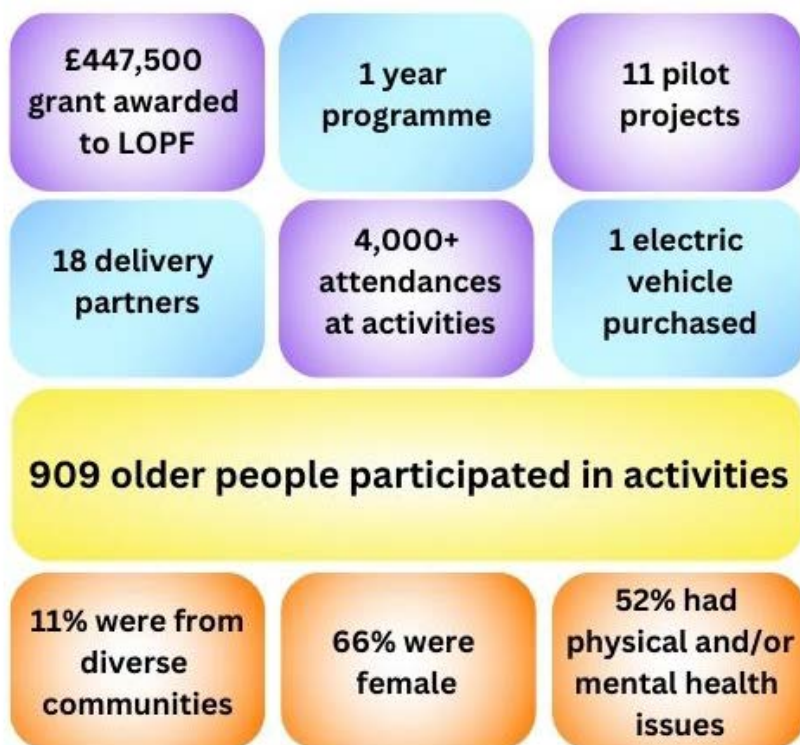 £447,500
grant awarded
to LOPF
1 year
programme
11 pilot
projects
18 delivery
partners
4,000+
attendances
at activities
1 electric
vehicle
purchased
909 older people participated in activities
11% were from
diverse
communities
66% were
female
52% had
physical and/or
mental health
issues